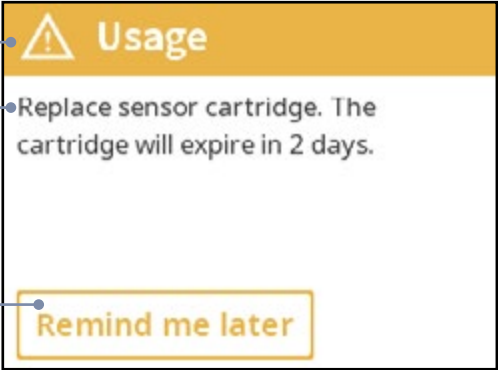 Usage
Replace sensor cartridge. The
cartridge will expire in 2 days.
Remind me later